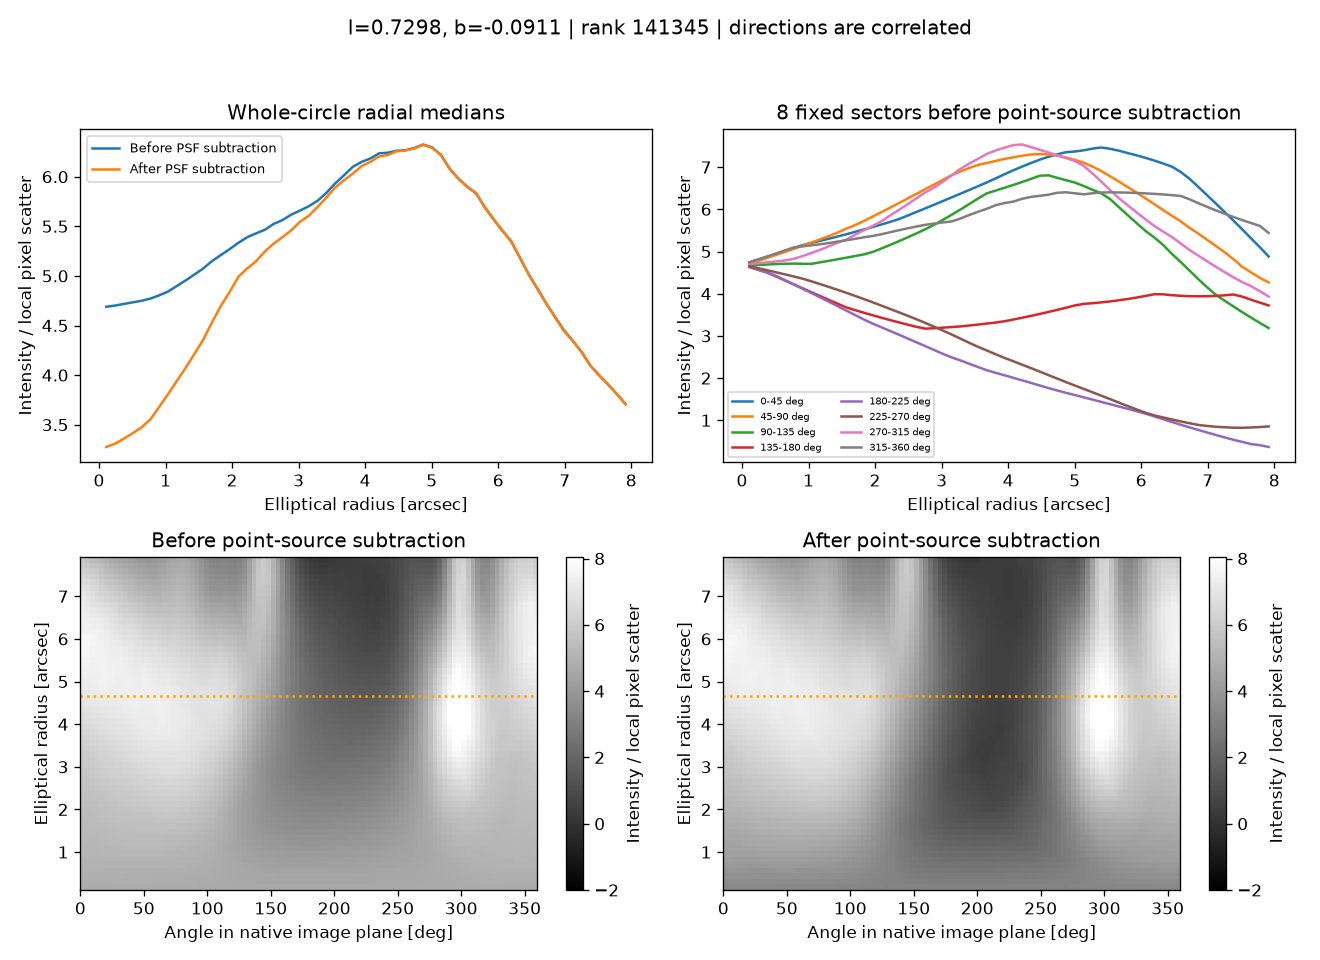 l=0.7298, b=-0.0911 | rank 141345 | directions are correlated
Whole-circle radial medians
Before PSF subtraction
After PSF subtraction
6.0
5.5
5.0
4.5
4.0
3.5
Intensity / local pixel scatter
0 1 2 3 4 5 6 7 8
Elliptical radius [arcsec]
8 fixed sectors before point-source subtraction
7
6
5
4
3
2
1
Intensity / local pixel scatter
0-45 deg
45-90 deg
90-135 deg
135-180 deg
180-225 deg
225-270 deg
270-315 deg
315-360 deg
0 1 2 3 4 5 6 7 8
Elliptical radius [arcsec]
Before point-source subtraction
7
6
5
4
3
2
1
Elliptical radius [arcsec]
0 50 100 150 200 250 300 350
Angle in native image plane [deg]
8
6
4
2
0
−2
Intensity / local pixel scatter
After point-source subtraction
7
6
5
4
3
2
1
Elliptical radius [arcsec]
0 50 100 150 200 250 300 350
Angle in native image plane [deg]
8
6
4
2
0
−2
Intensity / local pixel scatter